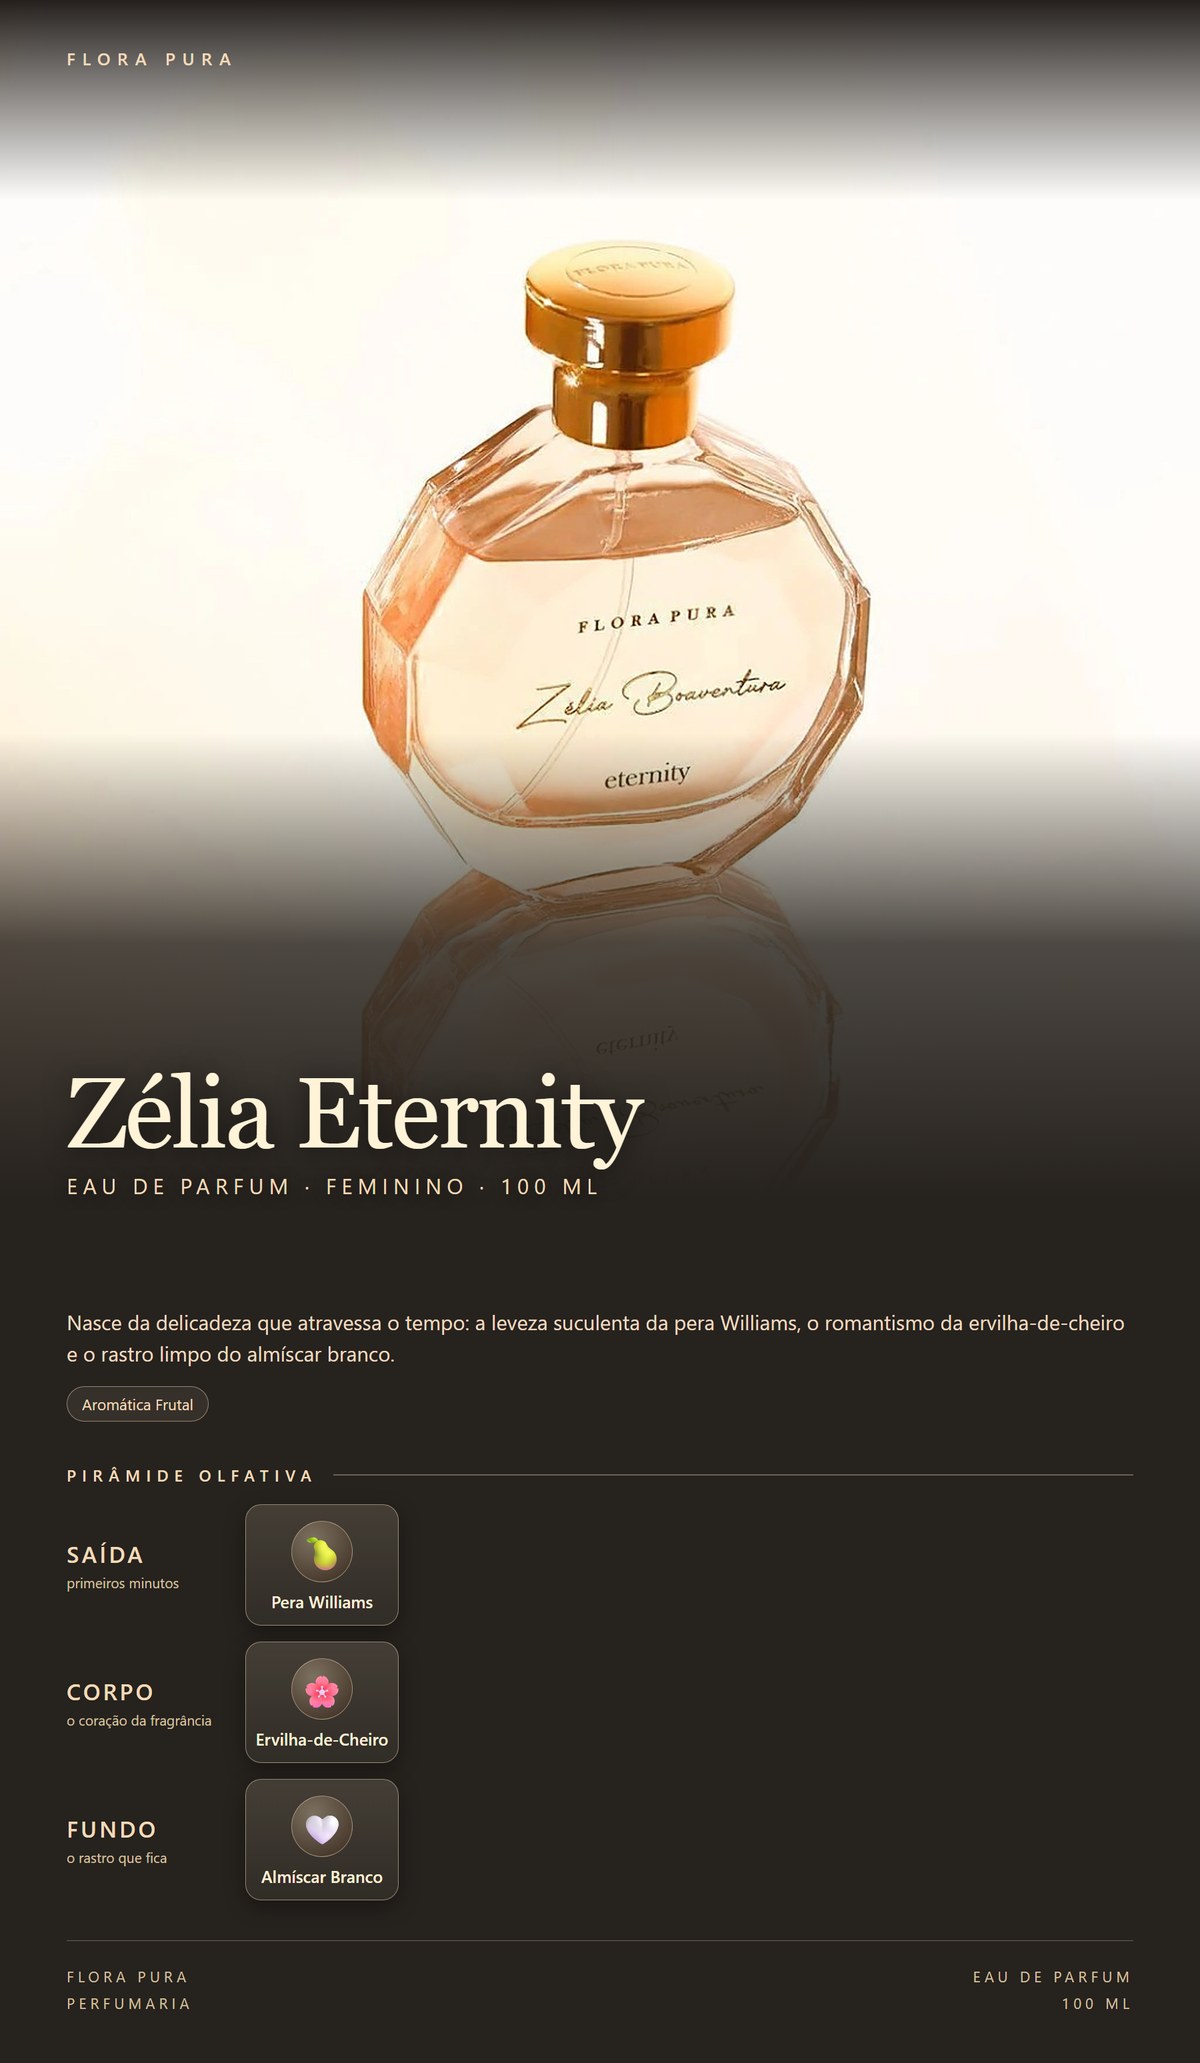 FLORA PURA
FLORA PURA
FLORA PURA
Zélia Boaventura
eternity
eternity
Zélia Eternity
EAU DE PARFUM · FEMININO · 100 ML
Nasce da delicadeza que atravessa o tempo: a leveza suculenta da pera Williams, o romantismo da ervilha-de-cheiro
e o rastro limpo do almíscar branco.
Aromática Frutal
PIRÂMIDE OLFATIVA
SAÍDA
primeiros minutos
Pera Williams
CORPO
o coração da fragrância
Ervilha-de-Cheiro
FUNDO
o rastro que fica
Almíscar Branco
FLORA PURA
PERFUMARIA
EAU DE PARFUM
100 ML